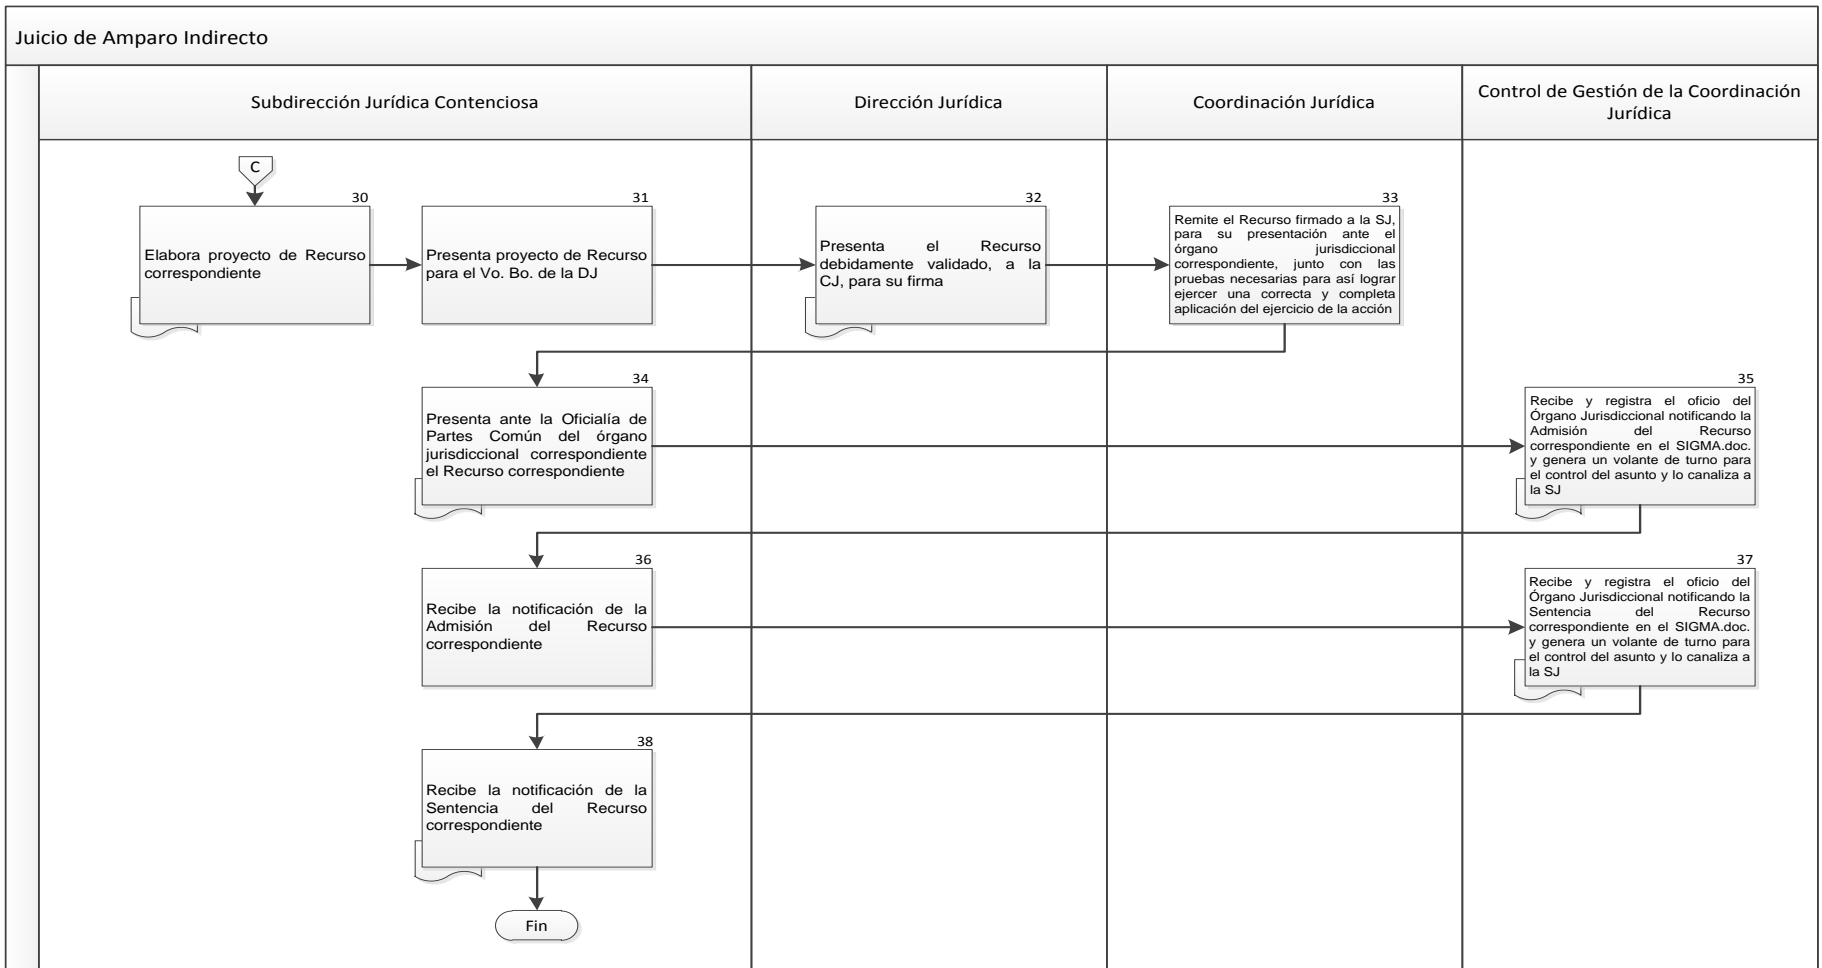 Juicio de Amparo Indirecto
Subdirección Jurídica Contenciosa
Dirección Jurídica
Coordinación Jurídica
Control de Gestión de la Coordinación
Jurídica
C
30
Elabora proyecto de Recurso
correspondiente
31
Presenta proyecto de Recurso
para el Vo. Bo. de la DJ
32
Presenta el Recurso
debidamente validado, a la
CJ, para su firma
33
Remite el Recurso firmado a la SJ,
para su presentación ante el
órgano jurisdiccional
correspondiente, junto con las
pruebas necesarias para así lograr
ejercer una correcta y completa
aplicación del ejercicio de la acción
34
Presenta ante la Oficialía de
Partes Común del órgano
jurisdiccional correspondiente
el Recurso correspondiente
35
Recibe y registra el oficio del
Órgano Jurisdiccional notificando la
Admisión del Recurso
correspondiente en el SIGMA.doc.
y genera un volante de turno para
el control del asunto y lo canaliza a
la SJ
36
Recibe la notificación de la
Admisión del Recurso
correspondiente
37
Recibe y registra el oficio del
Órgano Jurisdiccional notificando la
Sentencia del Recurso
correspondiente en el SIGMA.doc.
y genera un volante de turno para
el control del asunto y lo canaliza a
la SJ
38
Recibe la notificación de la
Sentencia del Recurso
correspondiente
Fin